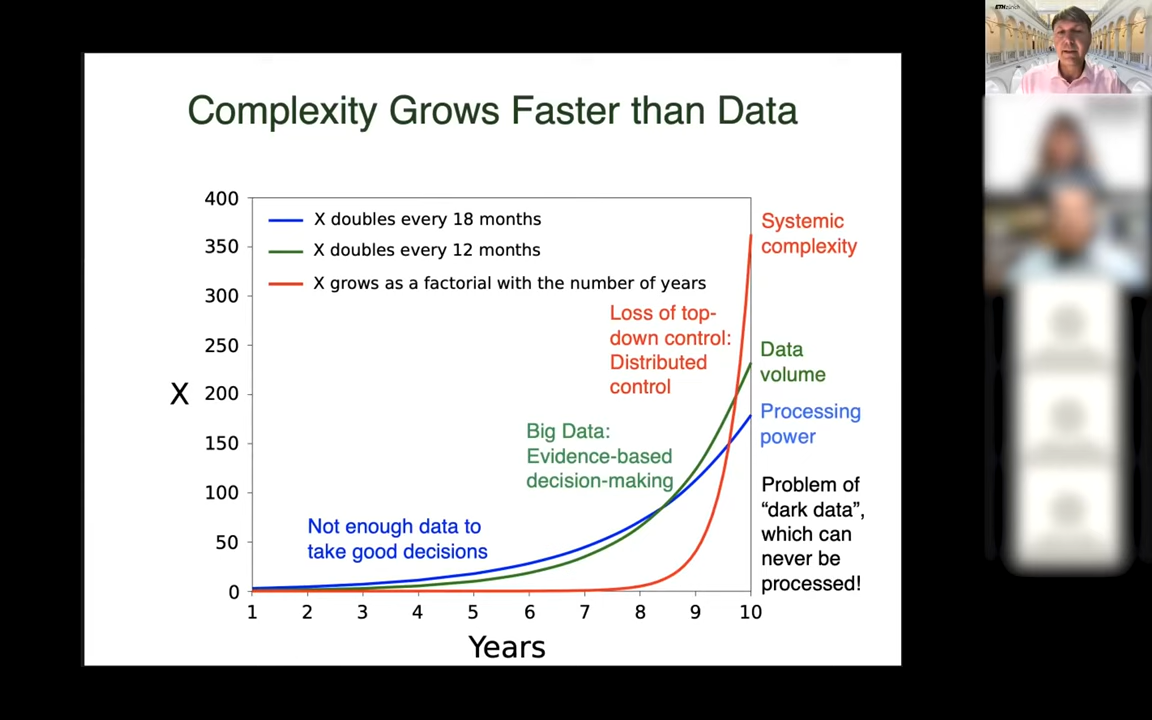 ETH zürich
Complexity Grows Faster than Data
400
350
300
250
200
150
100
50
0
X
X doubles every 18 months
X doubles every 12 months
X grows as a factorial with the number of years
Loss of top-
down control:
Distributed
control
Big Data:
Evidence-based
decision-making
Not enough data to
take good decisions
Systemic
complexity
Data
volume
Processing
power
Problem of
“dark data”,
which can
never be
processed!
1 2 3 4 5 6 7 8 9 10
Years